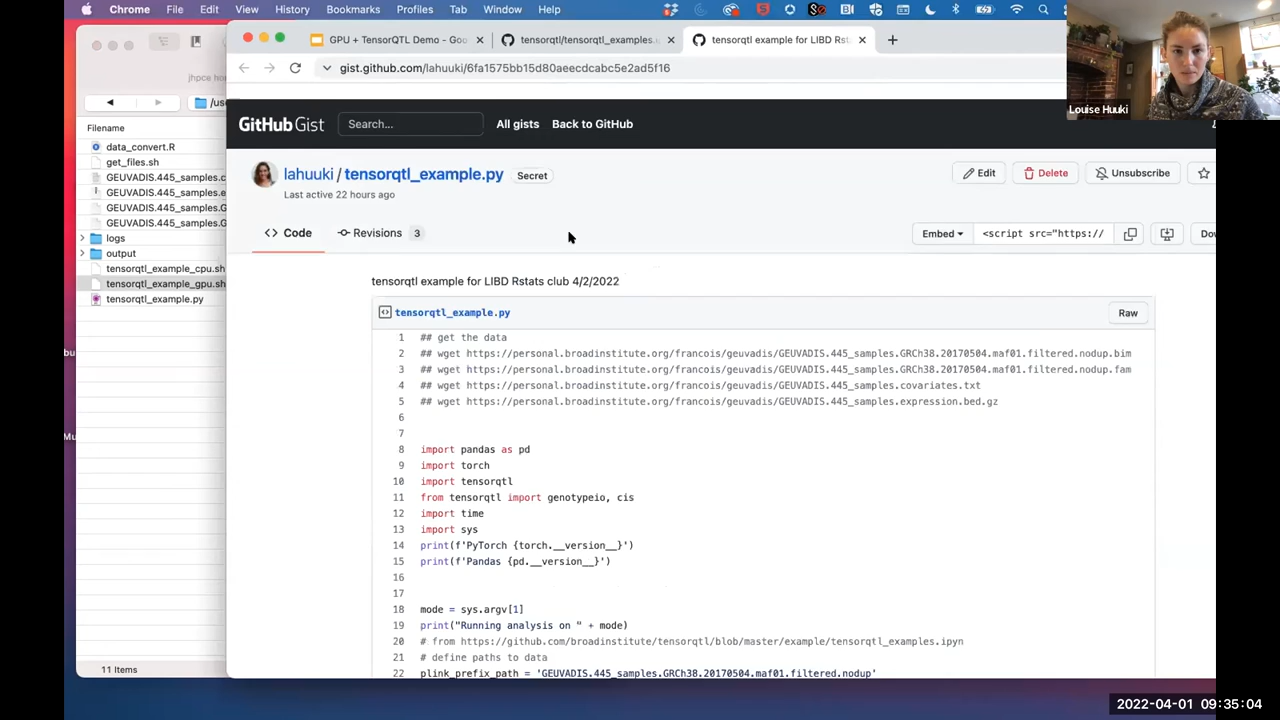 Chrome File Edit View History Bookmarks Profiles Tab Window Help
GPU + TensorQTL Demo - Goo
tensorqtl/tensorqtl_examples.i
tensorqtl example for LIBD Rst
gist.github.com/lahuuki/6fa1575bb15d80aeecdcabc5e2ad5f16
Louise Huuki
jhpce home
/use
Filename
data_convert.R
get_files.sh
GEUVADIS.445_samples.c
GEUVADIS.445_samples.e
GEUVADIS.445_samples.G
GEUVADIS.445_samples.G
logs
output
tensorqtl_example_cpu.sh
tensorqtl_example_gpu.sh
tensorqtl_example.py
11 Items
GitHub Gist Search... All gists Back to GitHub
lahuuki / tensorqtl_example.py Secret
Edit Delete Unsubscribe
Last active 22 hours ago
<> Code Revisions 3
Embed <script src="https://
tensorqtl example for LIBD Rstats club 4/2/2022
tensorqtl_example.py Raw
1 ## get the data
2 ## wget https://personal.broadinstitute.org/francois/geuvadis/GEUVADIS.445_samples.GRCh38.20170504.maf01.filtered.nodup.bim
3 ## wget https://personal.broadinstitute.org/francois/geuvadis/GEUVADIS.445_samples.GRCh38.20170504.maf01.filtered.nodup.fam
4 ## wget https://personal.broadinstitute.org/francois/geuvadis/GEUVADIS.445_samples.covariates.txt
5 ## wget https://personal.broadinstitute.org/francois/geuvadis/GEUVADIS.445_samples.expression.bed.gz
6
7
8 import pandas as pd
9 import torch
10 import tensorqtl
11 from tensorqtl import genotypeio, cis
12 import time
13 import sys
14 print(f'PyTorch {torch.__version__}')
15 print(f'Pandas {pd.__version__}')
16
17
18 mode = sys.argv[1]
19 print("Running analysis on " + mode)
20 # from https://github.com/broadinstitute/tensorqtl/blob/master/example/tensorqtl_examples.ipyn
21 # define paths to data
22 plink_prefix_path = 'GEUVADIS.445_samples.GRCh38.20170504.maf01.filtered.nodup'
2022-04-01 09:35:04